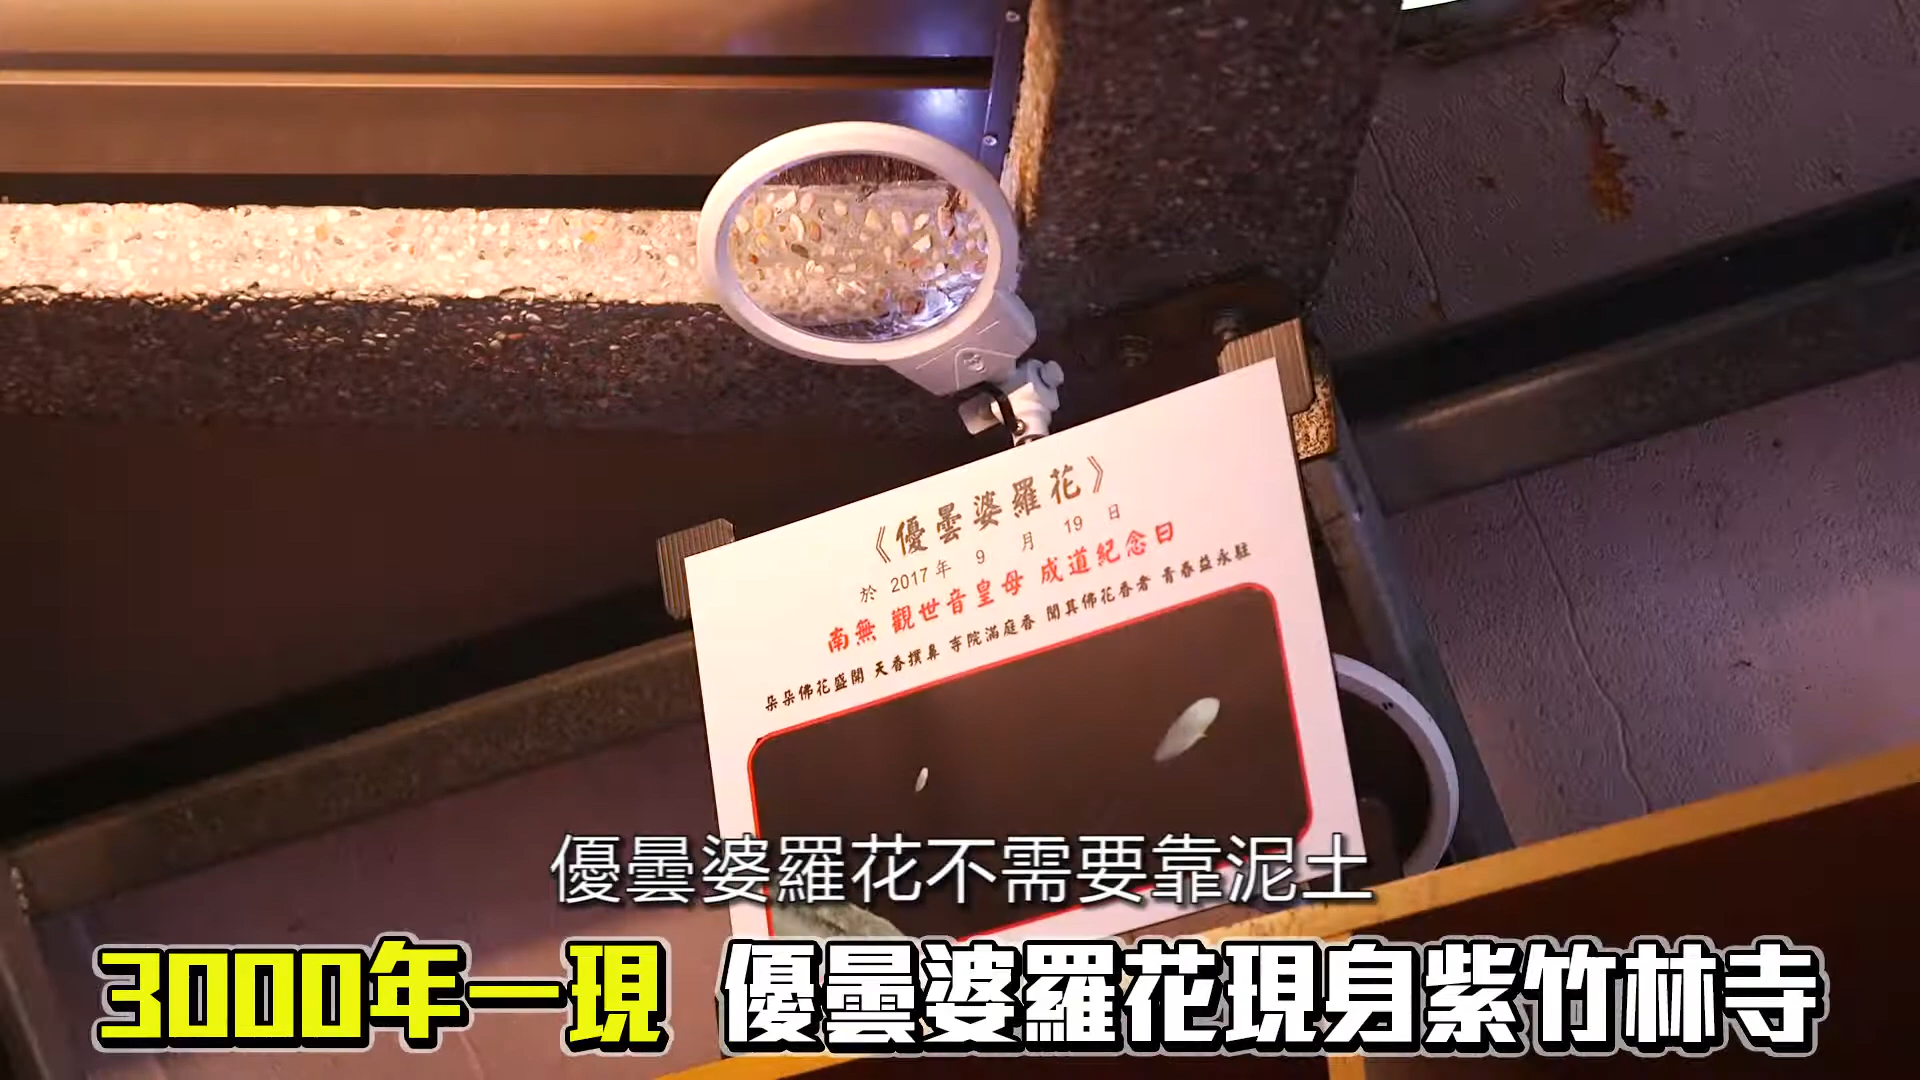 《優曇婆羅花》
於 2017 年 9 月 19 日
南無 觀世音皇母 成道紀念日
朵朵佛花盛開 天香撲鼻 寺院滿庭香 聞其佛花香者 青春益永駐
優曇婆羅花不需要靠泥土
3000年一現 優曇婆羅花現身紫竹林寺